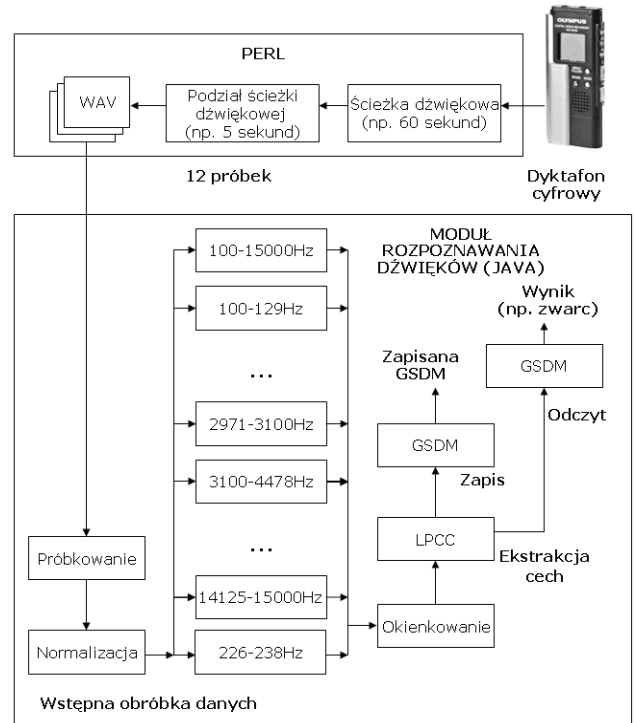 PERL
WAV
Podział ścieżki
dźwiękowej
(np. 5 sekund)
Ścieżka dźwiękowa
(np. 60 sekund)
OLYMPUS
12 próbek
Dyktafon
cyfrowy
MODUŁ
ROZPOZNAWANIA
DŹWIĘKÓW (JAVA)
100-15000Hz
100-129Hz
...
2971-3100Hz
3100-4478Hz
...
14125-15000Hz
226-238Hz
Próbkowanie
Normalizacja
Wynik
(np. zwarc)
Zapisana
GSDM
GSDM
GSDM
Odczyt
Zapis
LPCC
Ekstrakcja
cech
Okienkowanie
Wstępna obróbka danych